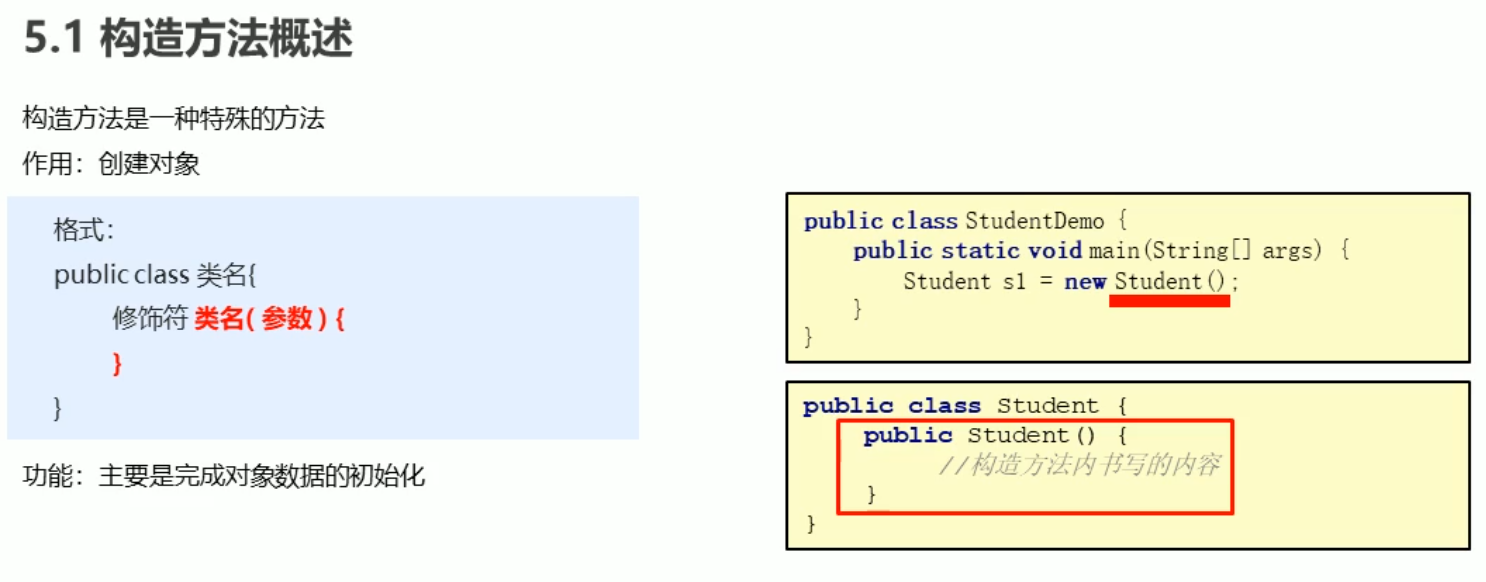 5.1 构造方法概述
构造方法是一种特殊的方法
作用：创建对象
格式：
public class 类名{
修饰符 类名( 参数 ) {
}
}
功能：主要是完成对象数据的初始化
public class StudentDemo {
public static void main(String[] args) {
Student s1 = new Student();
}
}
public class Student {
public Student() {
//构造方法内书写的内容
}
}